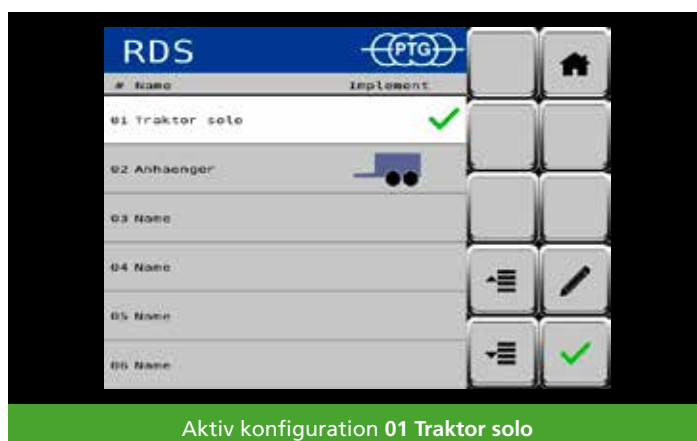 RDS PTG
# Name Implement
01 Traktor solo
02 Anhaenger
03 Name
04 Name
05 Name
06 Name
Aktiv konfiguration 01 Traktor solo